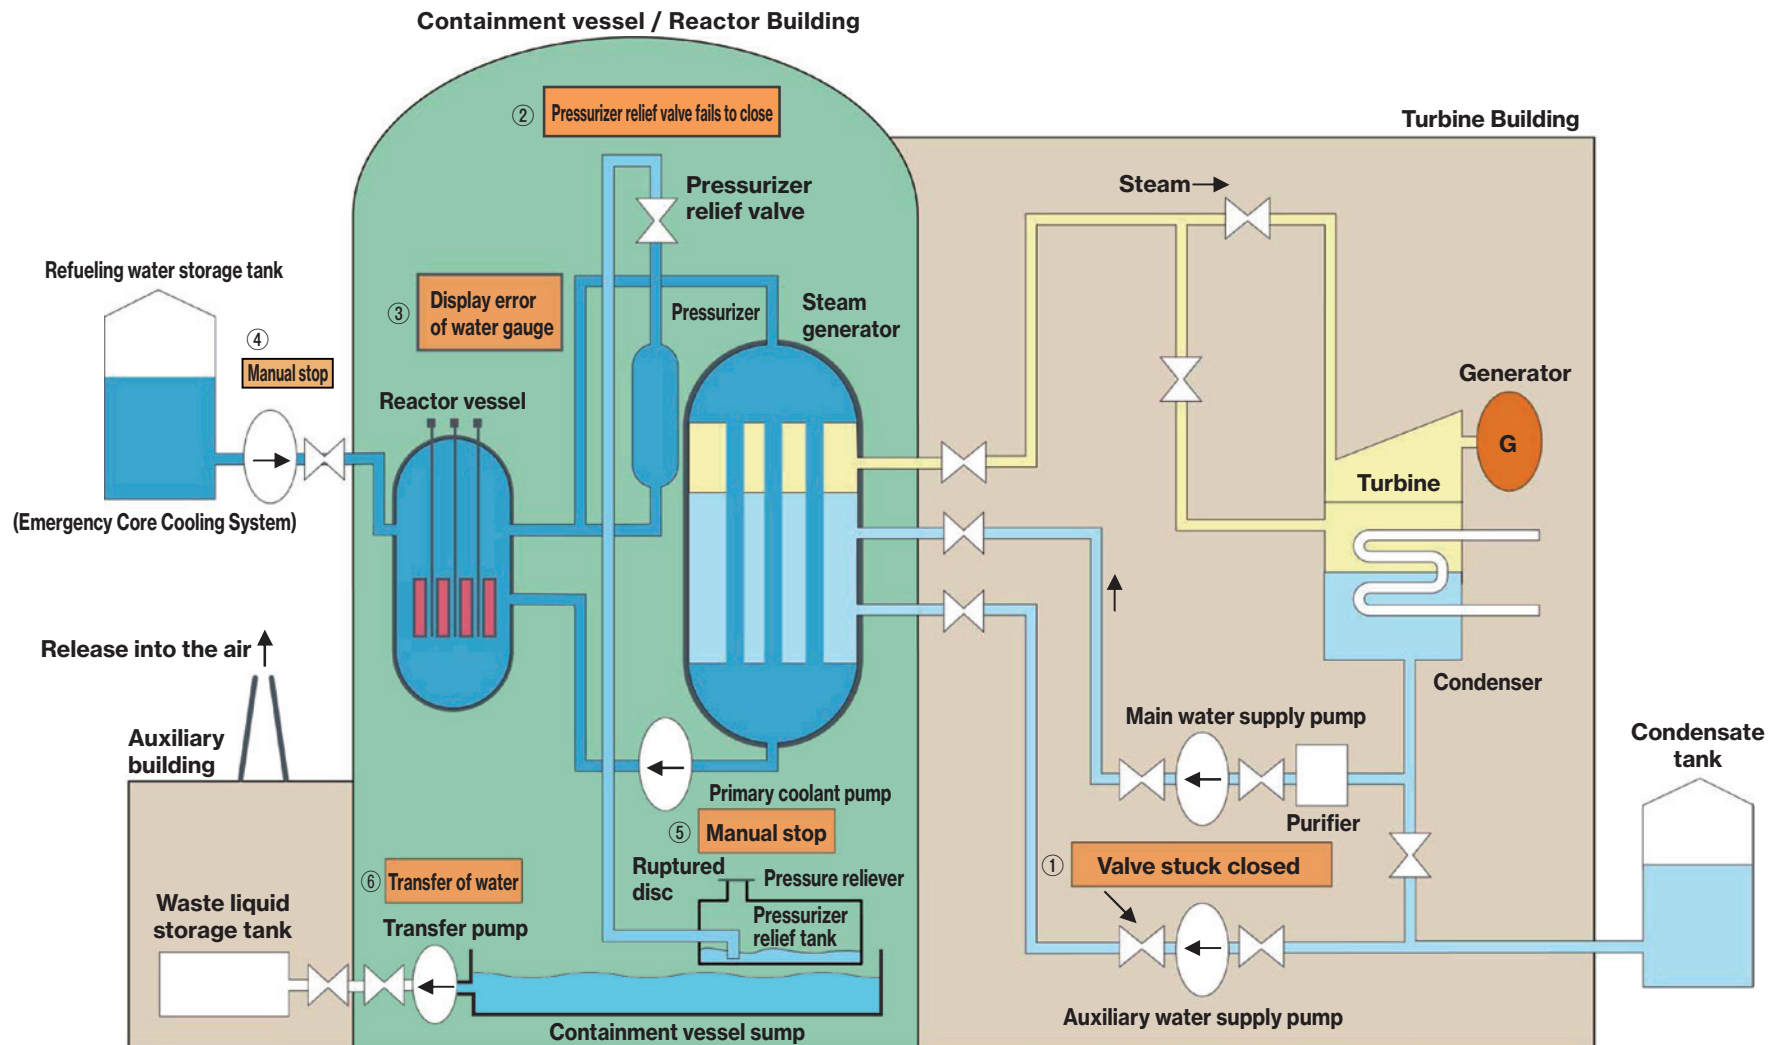 Containment vessel / Reactor Building
②
Pressurizer relief valve fails to close
Turbine Building
Steam
Pressurizer
relief valve
Refueling water storage tank
③
Display error
of water gauge
Pressurizer
Steam
generator
④
Manual stop
Reactor vessel
Generator
G
Turbine
(Emergency Core Cooling System)
Release into the air
Condenser
Auxiliary
building
Main water supply pump
Condensate
tank
Primary coolant pump
Purifier
⑤
Manual stop
①
Valve stuck closed
⑥
Transfer of water
Ruptured
disc
Pressure reliever
Waste liquid
storage tank
Transfer pump
Pressurizer
relief tank
Containment vessel sump
Auxiliary water supply pump